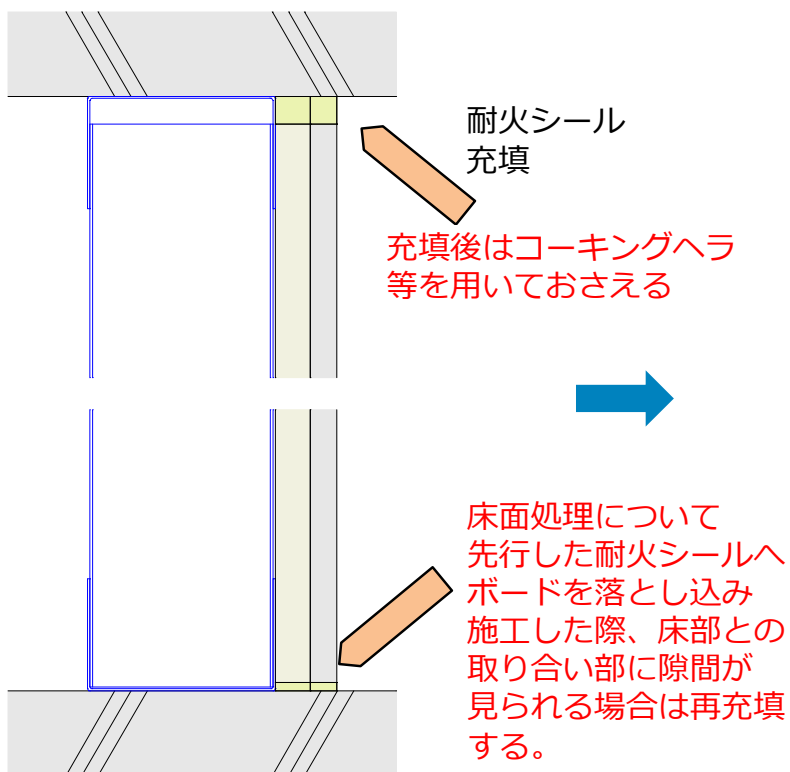 耐火シール
充填
充填後はコーキングヘラ
等を用いておさえる
床面処理について
先行した耐火シールへ
ボードを落とし込み
施工した際、床部との
取り合い部に隙間が
見られる場合は再充填
する。